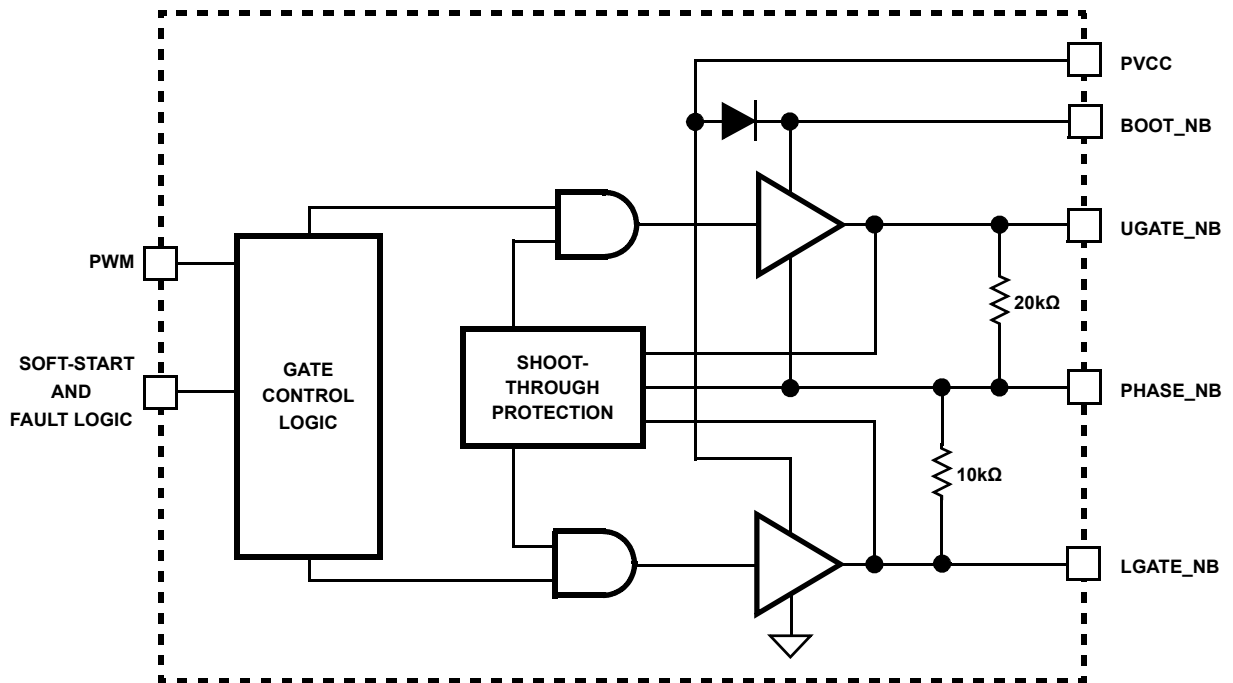 PVCC
BOOT_NB
UGATE_NB
PWM
20kΩ
SOFT-START
AND
FAULT LOGIC
GATE
CONTROL
LOGIC
SHOOT-
THROUGH
PROTECTION
PHASE_NB
10kΩ
LGATE_NB